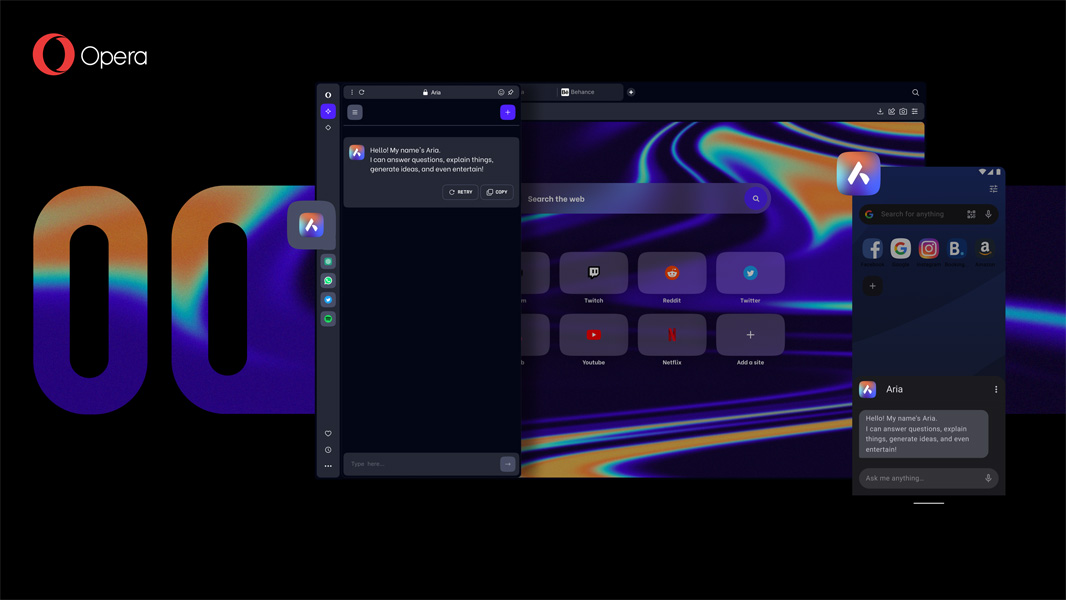 Opera
Aria
Behance
Hello! My name's Aria.
I can answer questions, explain things,
generate ideas, and even entertain!
RETRY
COPY
Search the web
Twitch
Reddit
Twitter
Youtube
Netflix
Add a site
Type here...
Search for anything
Aria
Hello! My name's Aria.
I can answer questions, explain
things, generate ideas, and even
entertain!
Ask me anything...